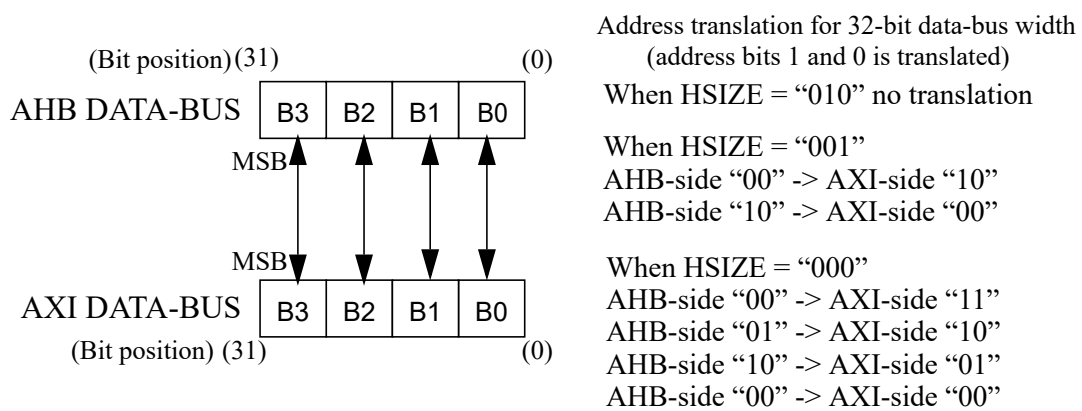 (Bit position) (31) (0)
AHB DATA-BUS B3 B2 B1 B0
MSB
MSB
AXI DATA-BUS B3 B2 B1 B0
(Bit position) (31) (0)
Address translation for 32-bit data-bus width
(address bits 1 and 0 is translated)
When HSIZE = “010” no translation
When HSIZE = “001”
AHB-side “00” -> AXI-side “10”
AHB-side “10” -> AXI-side “00”
When HSIZE = “000”
AHB-side “00” -> AXI-side “11”
AHB-side “01” -> AXI-side “10”
AHB-side “10” -> AXI-side “01”
AHB-side “00” -> AXI-side “00”